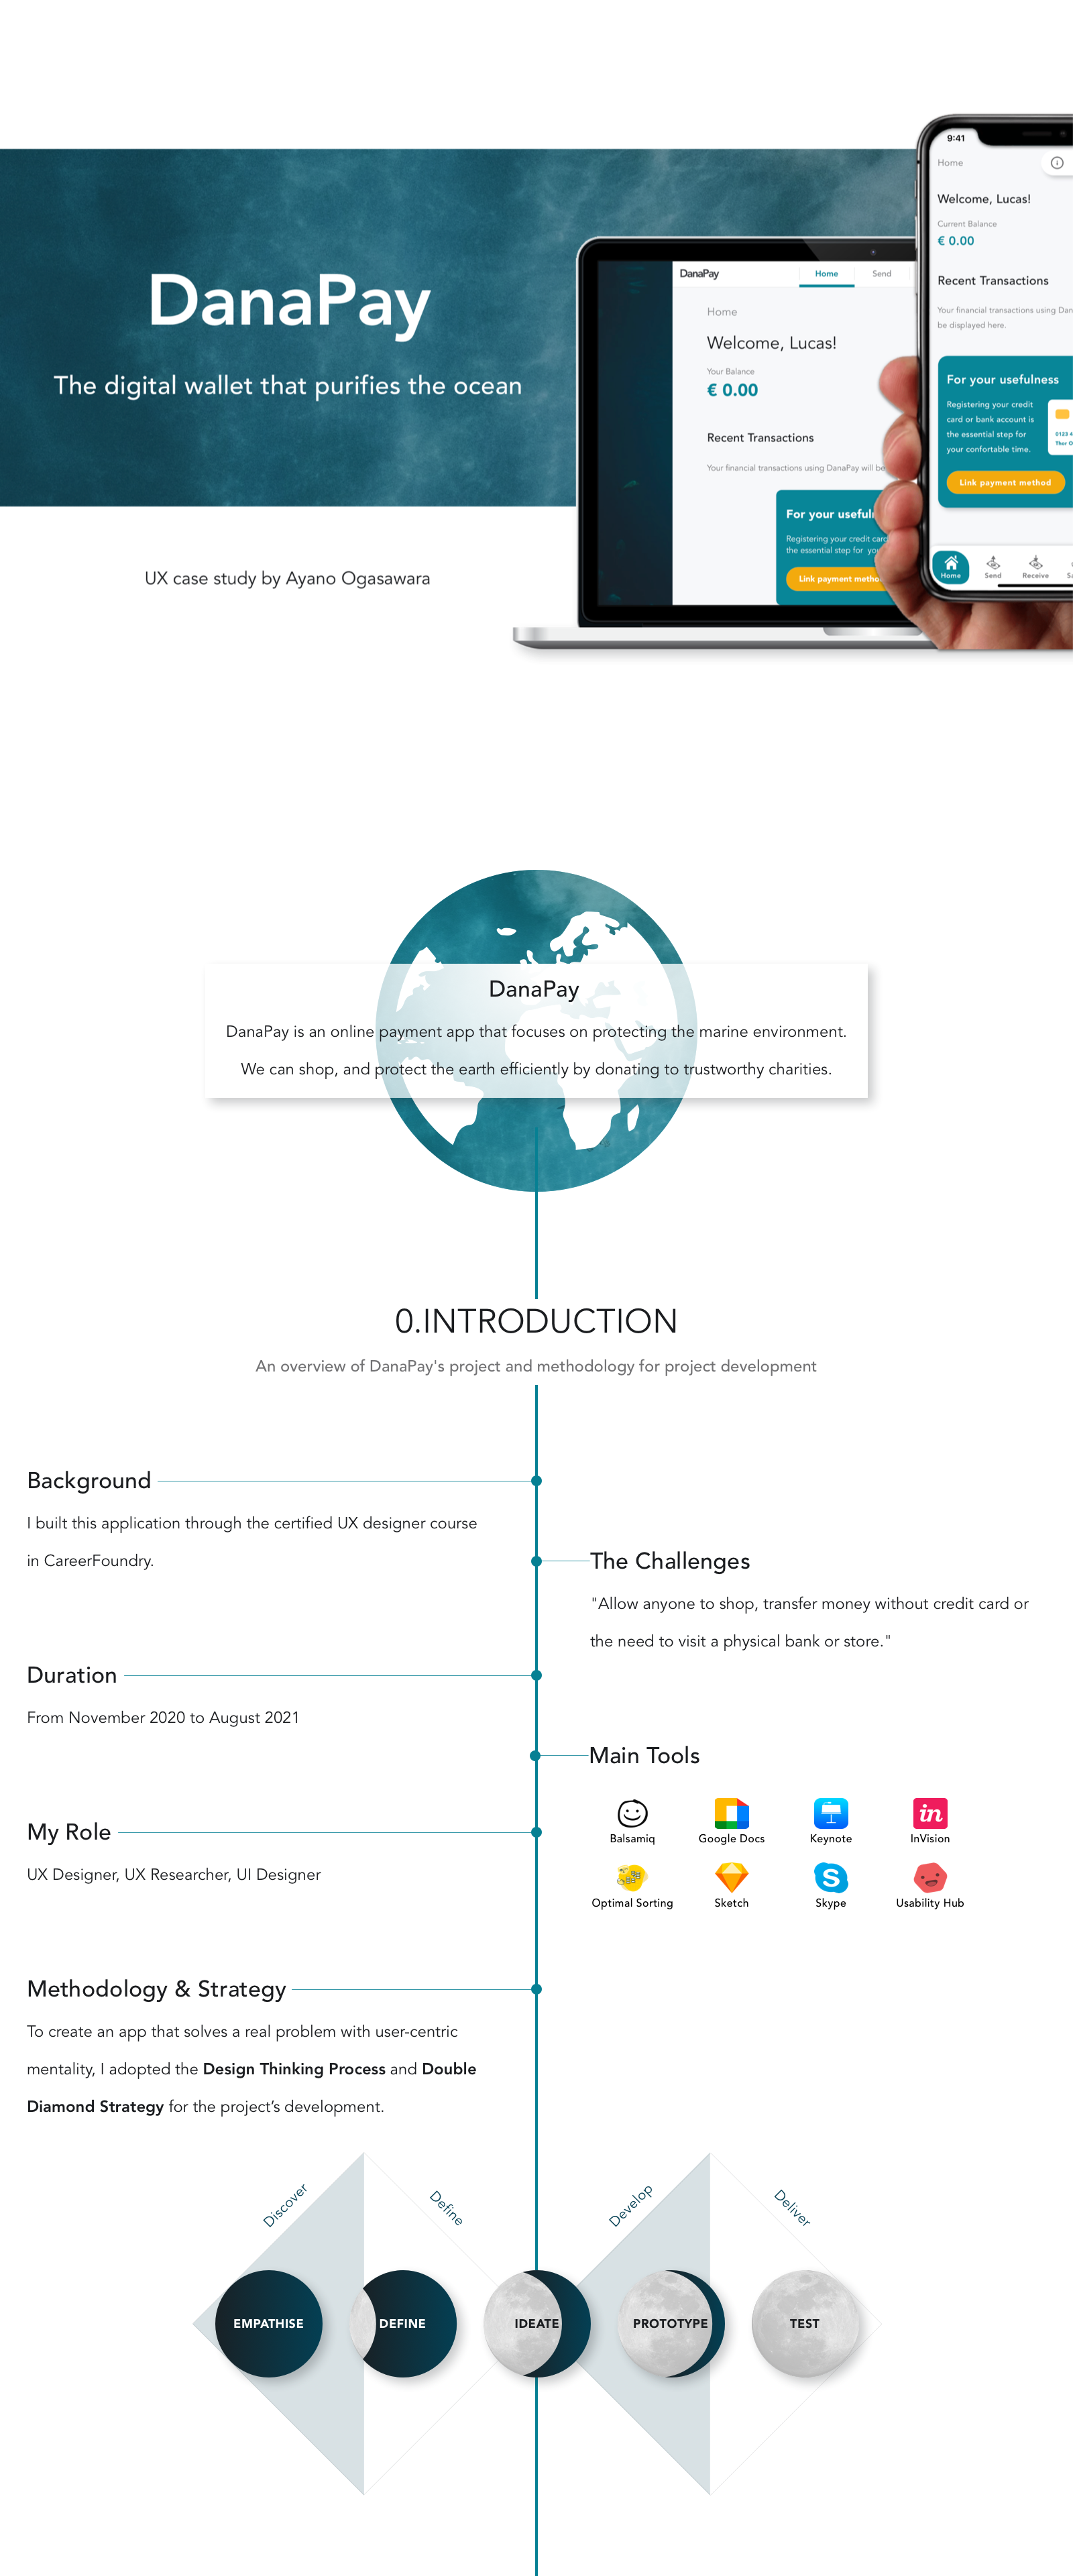 DanaPay
The digital wallet that purifies the ocean
UX case study by Ayano Ogasawara
DanaPay
Home
Send
Home
Welcome, Lucas!
Your Balance
€ 0.00
Recent Transactions
Your financial transactions using DanaPay will be
For your usefuln
Registering your credit card
the essential step for you
Link payment metho
9:41
Home
Welcome, Lucas!
Current Balance
€ 0.00
Recent Transactions
Your financial transactions using Dan
be displayed here.
For your usefulness
Registering your credit
card or bank account is
the essential step for
your confortable time.
0123 4
Thor O
Link payment method
Home
Send
Receive
DanaPay
DanaPay is an online payment app that focuses on protecting the marine environment.
We can shop, and protect the earth efficiently by donating to trustworthy charities.
0.INTRODUCTION
An overview of DanaPay's project and methodology for project development
Background
I built this application through the certified UX designer course
in CareerFoundry.
The Challenges
"Allow anyone to shop, transfer money without credit card or
the need to visit a physical bank or store."
Duration
From November 2020 to August 2021
Main Tools
Balsamiq
Google Docs
Keynote
in
InVision
Optimal Sorting
Sketch
S
Skype
Usability Hub
My Role
UX Designer, UX Researcher, UI Designer
Methodology & Strategy
To create an app that solves a real problem with user-centric
mentality, I adopted the Design Thinking Process and Double
Diamond Strategy for the project’s development.
Discover
Define
Develop
Deliver
EMPATHISE
DEFINE
IDEATE
PROTOTYPE
TEST